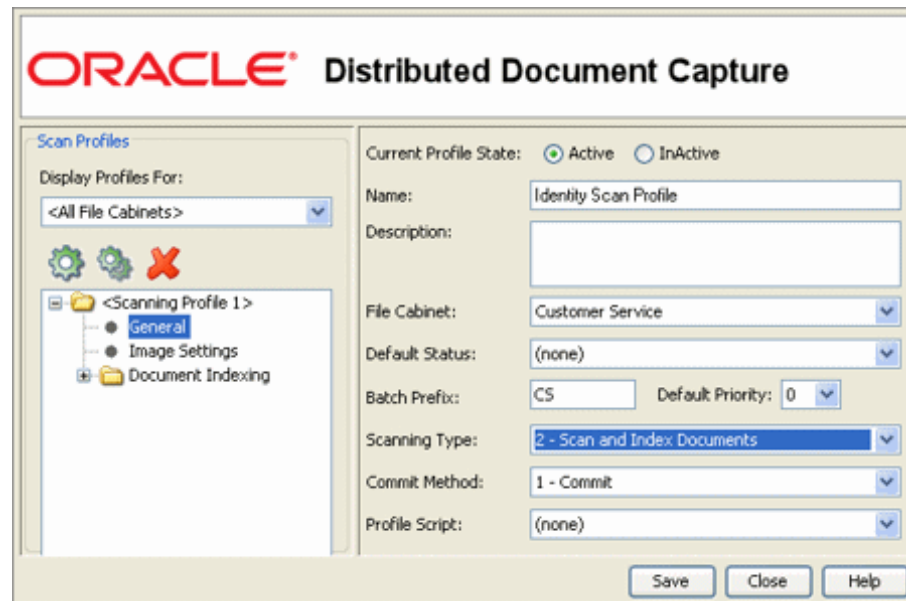 ORACLE® Distributed Document Capture
Scan Profiles
Display Profiles For:
<All File Cabinets>
<Scanning Profile 1>
General
Image Settings
Document Indexing
Current Profile State: Active InActive
Name: Identity Scan Profile
Description:
File Cabinet: Customer Service
Default Status: (none)
Batch Prefix: CS Default Priority: 0
Scanning Type: 2 - Scan and Index Documents
Commit Method: 1 - Commit
Profile Script: (none)
Save Close Help